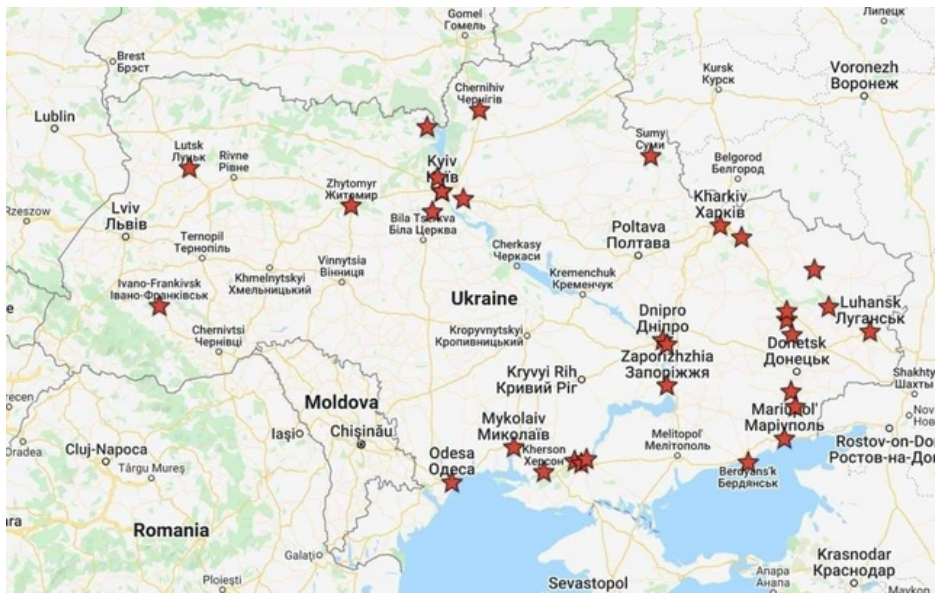 Gomel
Гомель
Липецк
Brest
Брэст
Kursk
Курск
Voronezh
Воронеж
Chernihiv
Чернігів
Lublin
Sumy
Суми
Lutsk
Луцьк
Rivne
Рівне
Belgorod
Белгород
Kyiv
Київ
Zhytomyr
Житомир
Kharkiv
Харків
Rzeszow
Lviv
Львів
Bila Tserkva
Біла Церква
Poltava
Полтава
Ternopil
Тернопіль
Cherkasy
Черкаси
Vinnytsia
Вінниця
Khmelnytskyi
Хмельницький
Kremenchuk
Кременчук
Ivano-Frankivsk
Івано-Франківськ
Ukraine
Luhansk
Луганськ
Dnipro
Дніпро
Chernivtsi
Чернівці
Kropyvnytskyi
Кропивницький
Donetsk
Донецьк
Zaporizhzhia
Запоріжжя
Kryvyi Rih
Кривий Ріг
Shakhty
Шахты
Moldova
Mariupol'
Маріуполь
Mykolaiv
Миколаїв
Iași
Chișinău
Kherson
Херсон
Melitopol'
Мелітополь
Rostov-on-Do
Ростов-на-До
Oradea
Cluj-Napoca
Târgu Mureș
Odesa
Одеса
Berdyans'k
Бердянськ
Romania
Galați
Krasnodar
Краснодар
Анапа
Анапа
Ploiești
Sevastopol